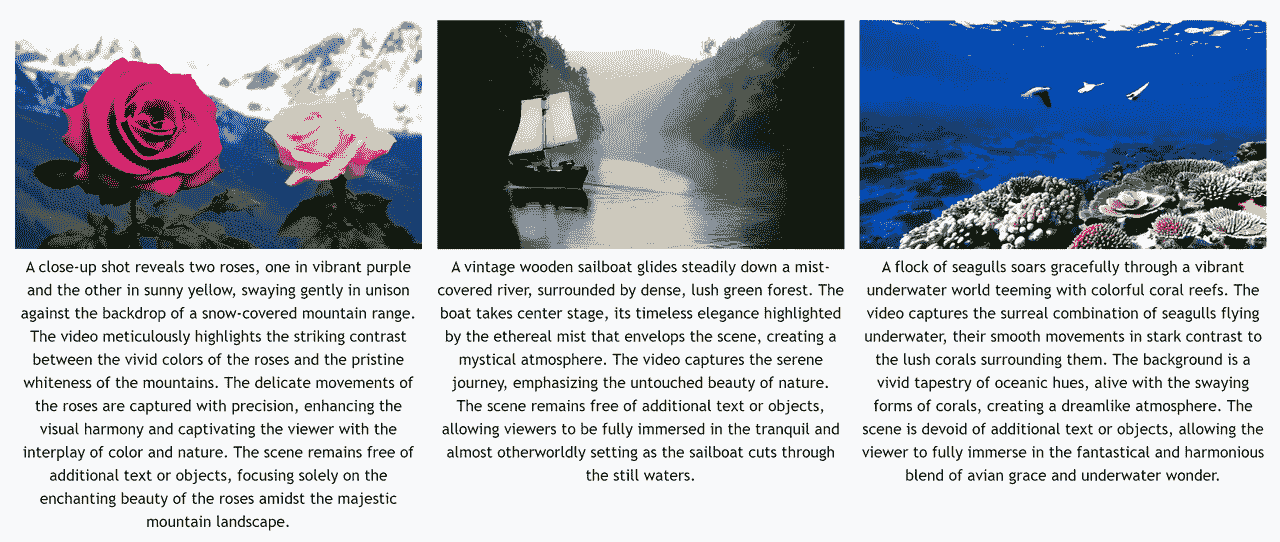 A close-up shot reveals two roses, one in vibrant purple
and the other in sunny yellow, swaying gently in unison
against the backdrop of a snow-covered mountain range.
The video meticulously highlights the striking contrast
between the vivid colors of the roses and the pristine
whiteness of the mountains. The delicate movements of
the roses are captured with precision, enhancing the
visual harmony and captivating the viewer with the
interplay of color and nature. The scene remains free of
additional text or objects, focusing solely on the
enchanting beauty of the roses amidst the majestic
mountain landscape.
A vintage wooden sailboat glides steadily down a mist-
covered river, surrounded by dense, lush green forest. The
boat takes center stage, its timeless elegance highlighted
by the ethereal mist that envelops the scene, creating a
mystical atmosphere. The video captures the serene
journey, emphasizing the untouched beauty of nature.
The scene remains free of additional text or objects,
allowing viewers to be fully immersed in the tranquil and
almost otherworldly setting as the sailboat cuts through
the still waters.
A flock of seagulls soars gracefully through a vibrant
underwater world teeming with colorful coral reefs. The
video captures the surreal combination of seagulls flying
underwater, their smooth movements in stark contrast to
the lush corals surrounding them. The background is a
vivid tapestry of oceanic hues, alive with the swaying
forms of corals, creating a dreamlike atmosphere. The
scene is devoid of additional text or objects, allowing the
viewer to fully immerse in the fantastical and harmonious
blend of avian grace and underwater wonder.